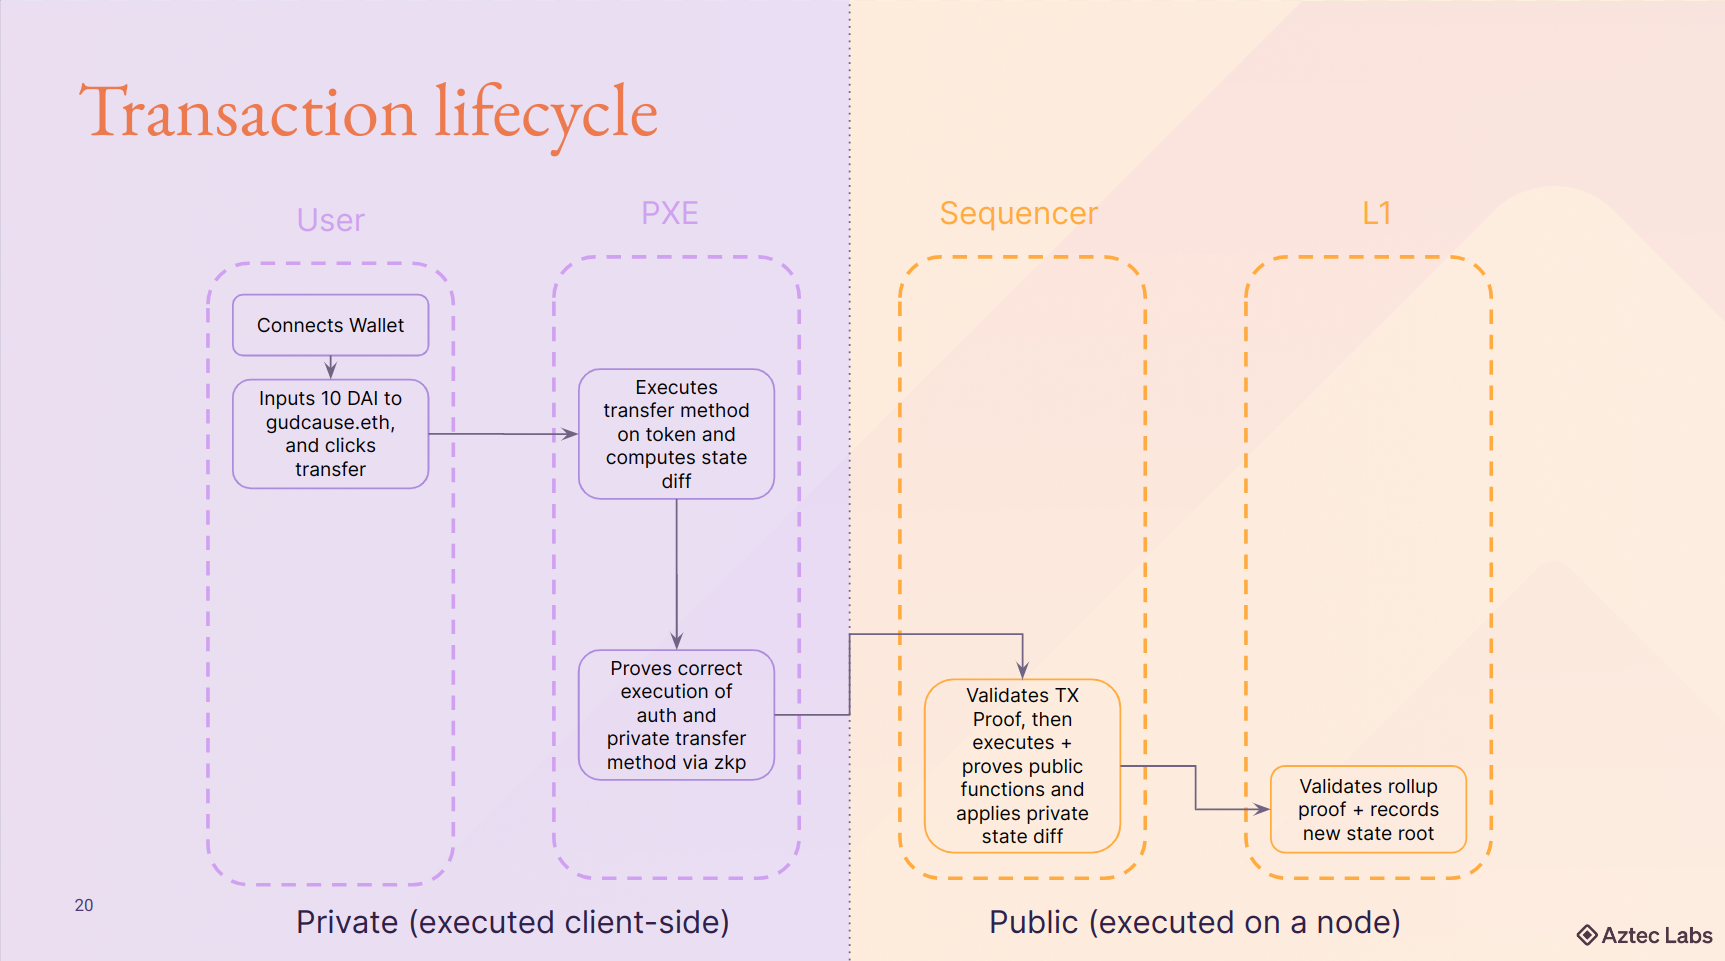 Transaction lifecycle
User
PXE
Sequencer
L1
Connects Wallet
Inputs 10 DAI to
gudcause.eth,
and clicks
transfer
Executes
transfer method
on token and
computes state
diff
Proves correct
execution of
auth and
private transfer
method via zkp
Validates TX
Proof, then
executes +
proves public
functions and
applies private
state diff
Validates rollup
proof + records
new state root
20
Private (executed client-side)
Public (executed on a node)
Aztec Labs